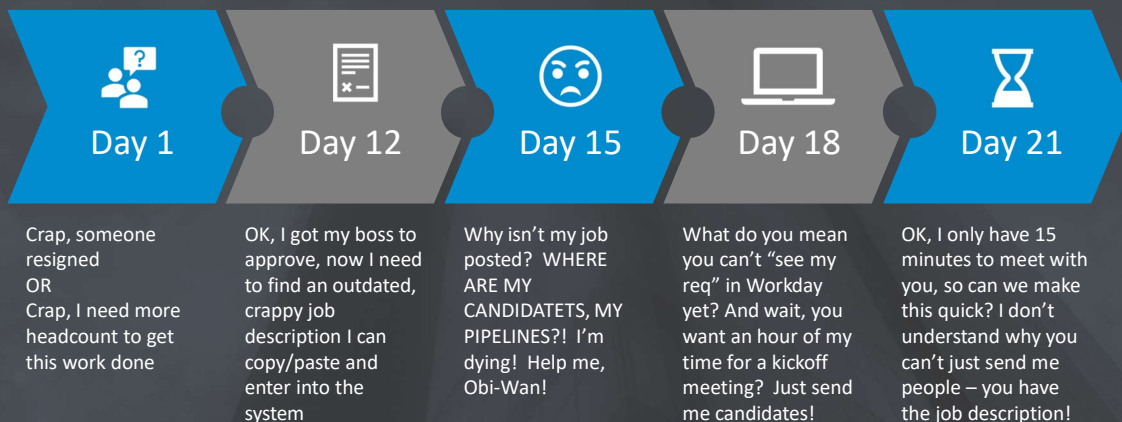 ?
Day 1
Day 12
Day 15
Day 18
Day 21
Crap, someone
resigned
OR
Crap, I need more
headcount to get
this work done
OK, I got my boss to
approve, now I need
to find an outdated,
crappy job
description I can
copy/paste and
enter into the
system
Why isn’t my job
posted?  WHERE
ARE MY
CANDIDATETS, MY
PIPELINES?!  I’m
dying!  Help me,
Obi-Wan!
What do you mean
you can’t “see my
req” in Workday
yet? And wait, you
want an hour of my
time for a kickoff
meeting?  Just send
me candidates!
OK, I only have 15
minutes to meet with
you, so can we make
this quick? I don’t
understand why you
can’t just send me
people – you have
the job description!